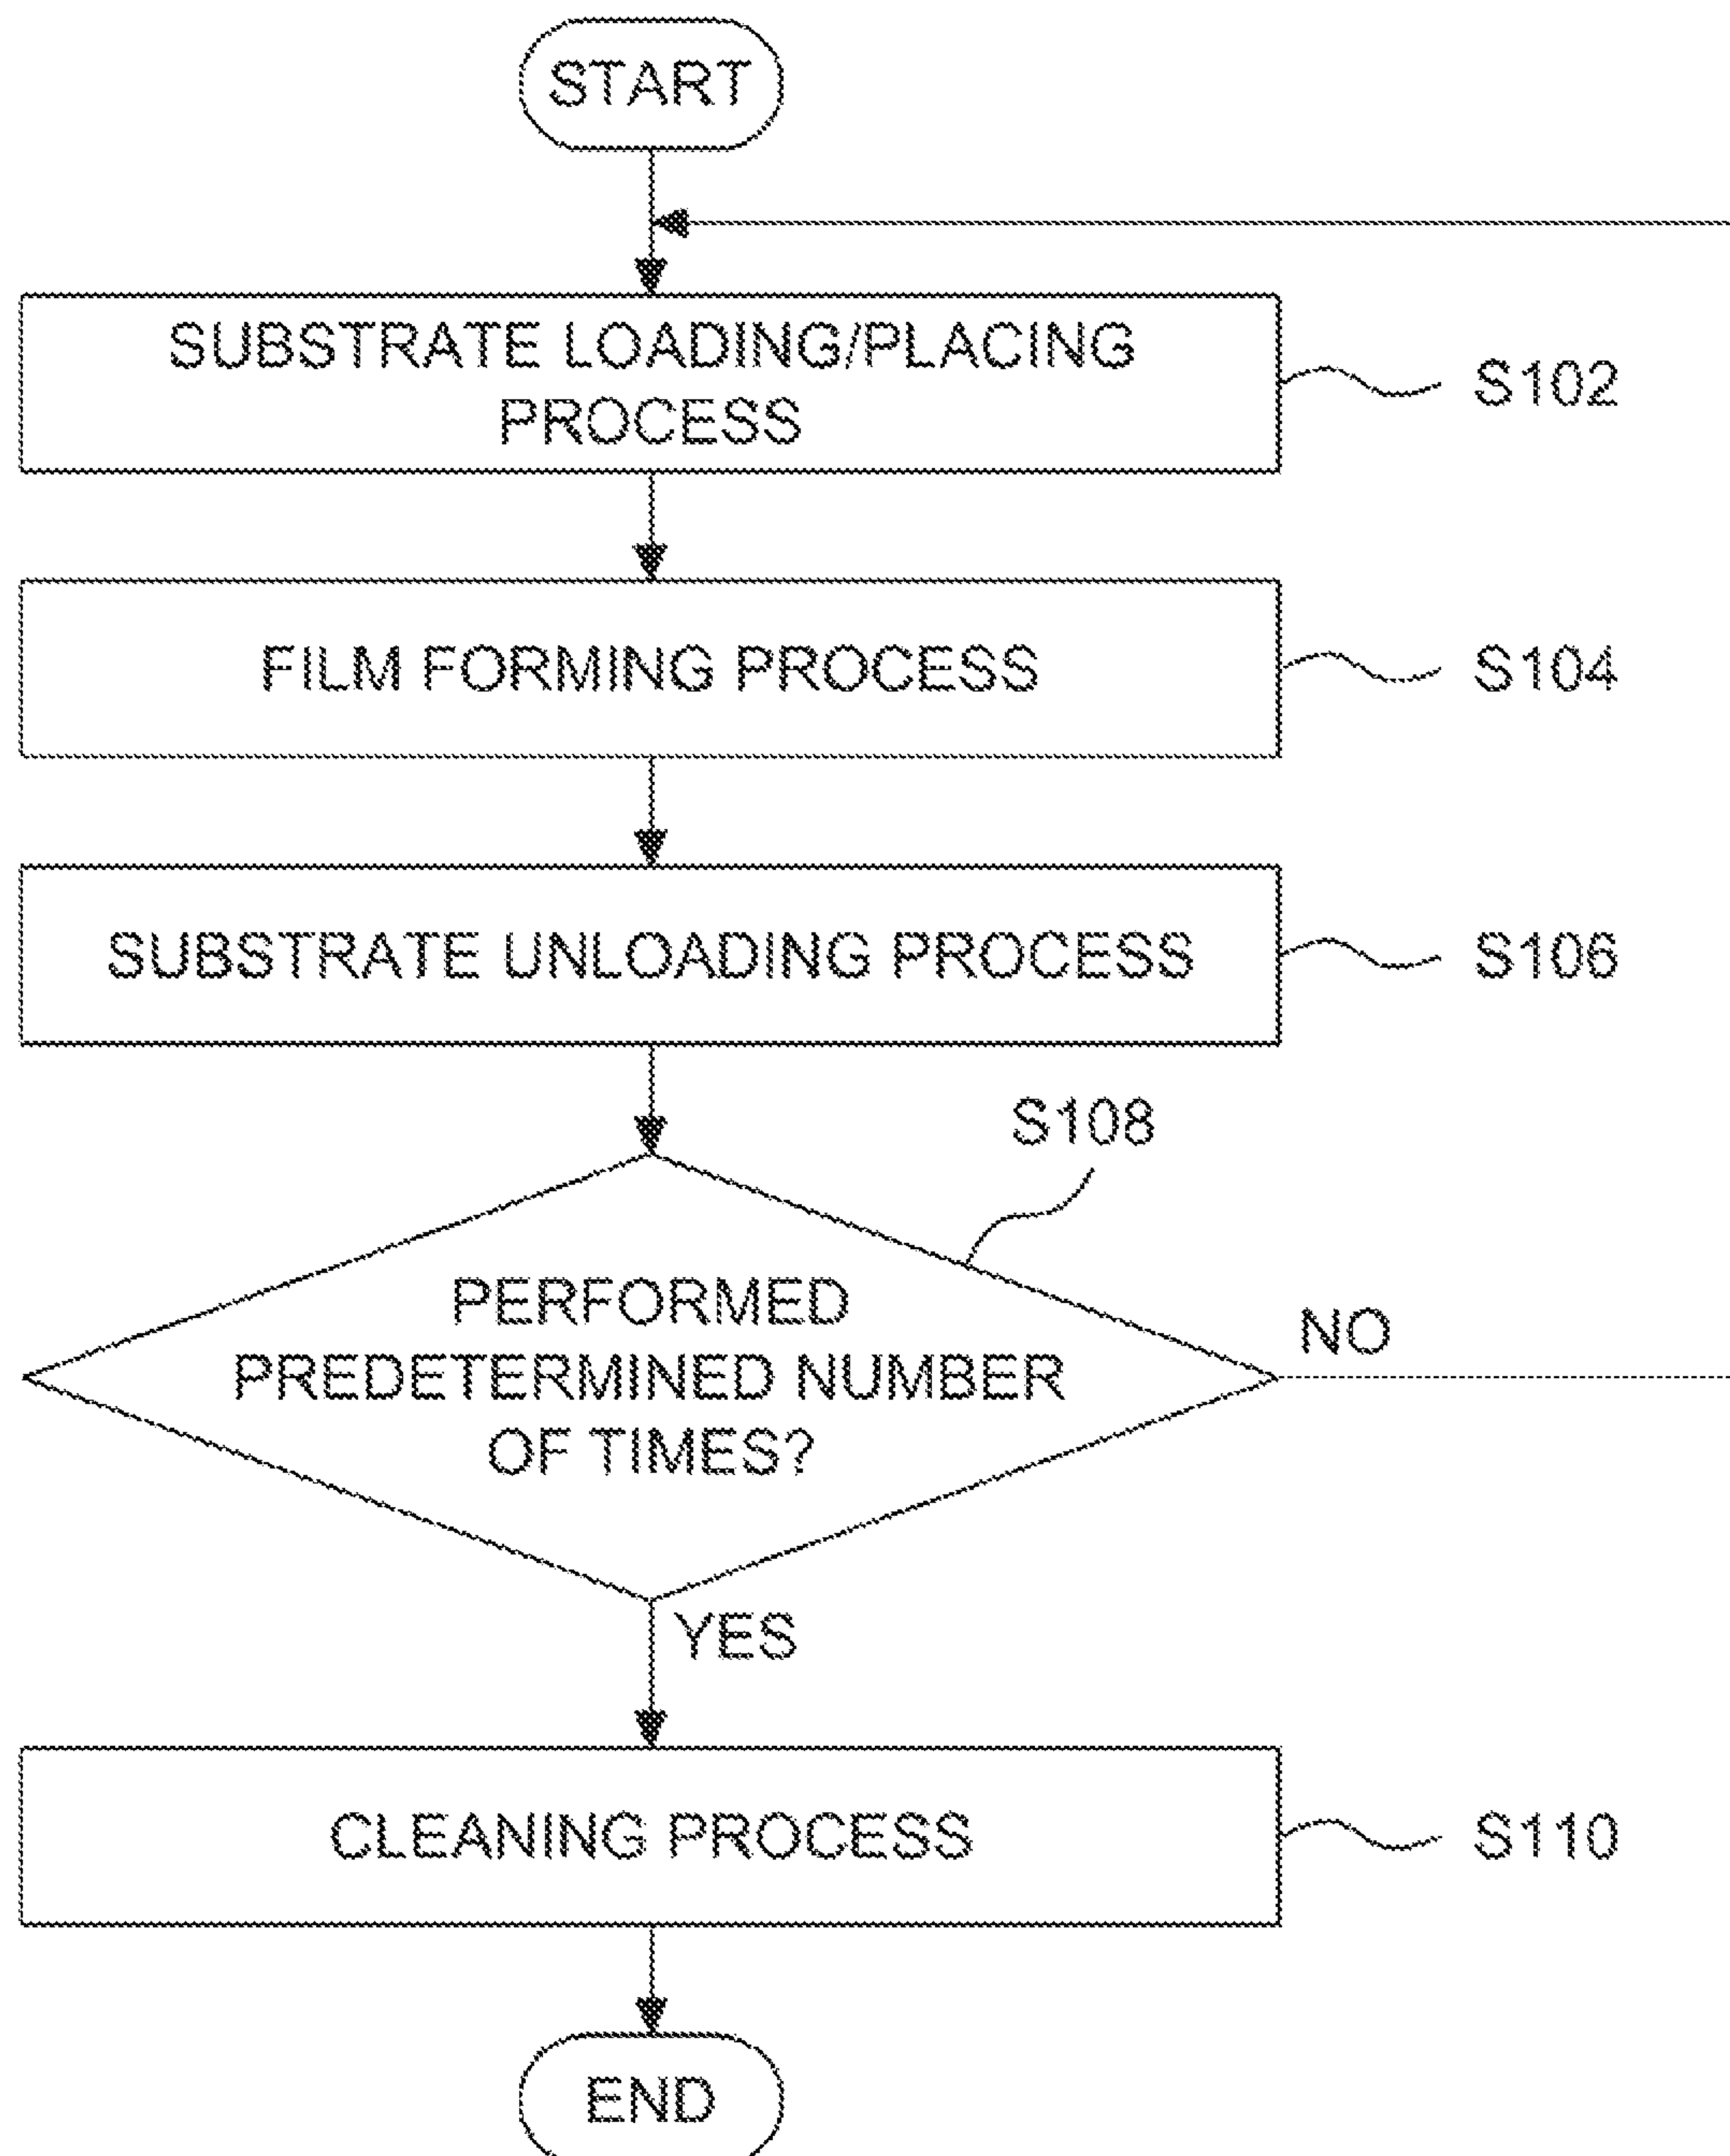 START
SUBSTRATE LOADING/PLACING
PROCESS
S102
FILM FORMING PROCESS
S104
SUBSTRATE UNLOADING PROCESS
S106
S108
PERFORMED
PREDETERMINED NUMBER
OF TIMES?
NO
YES
CLEANING PROCESS
S110
END